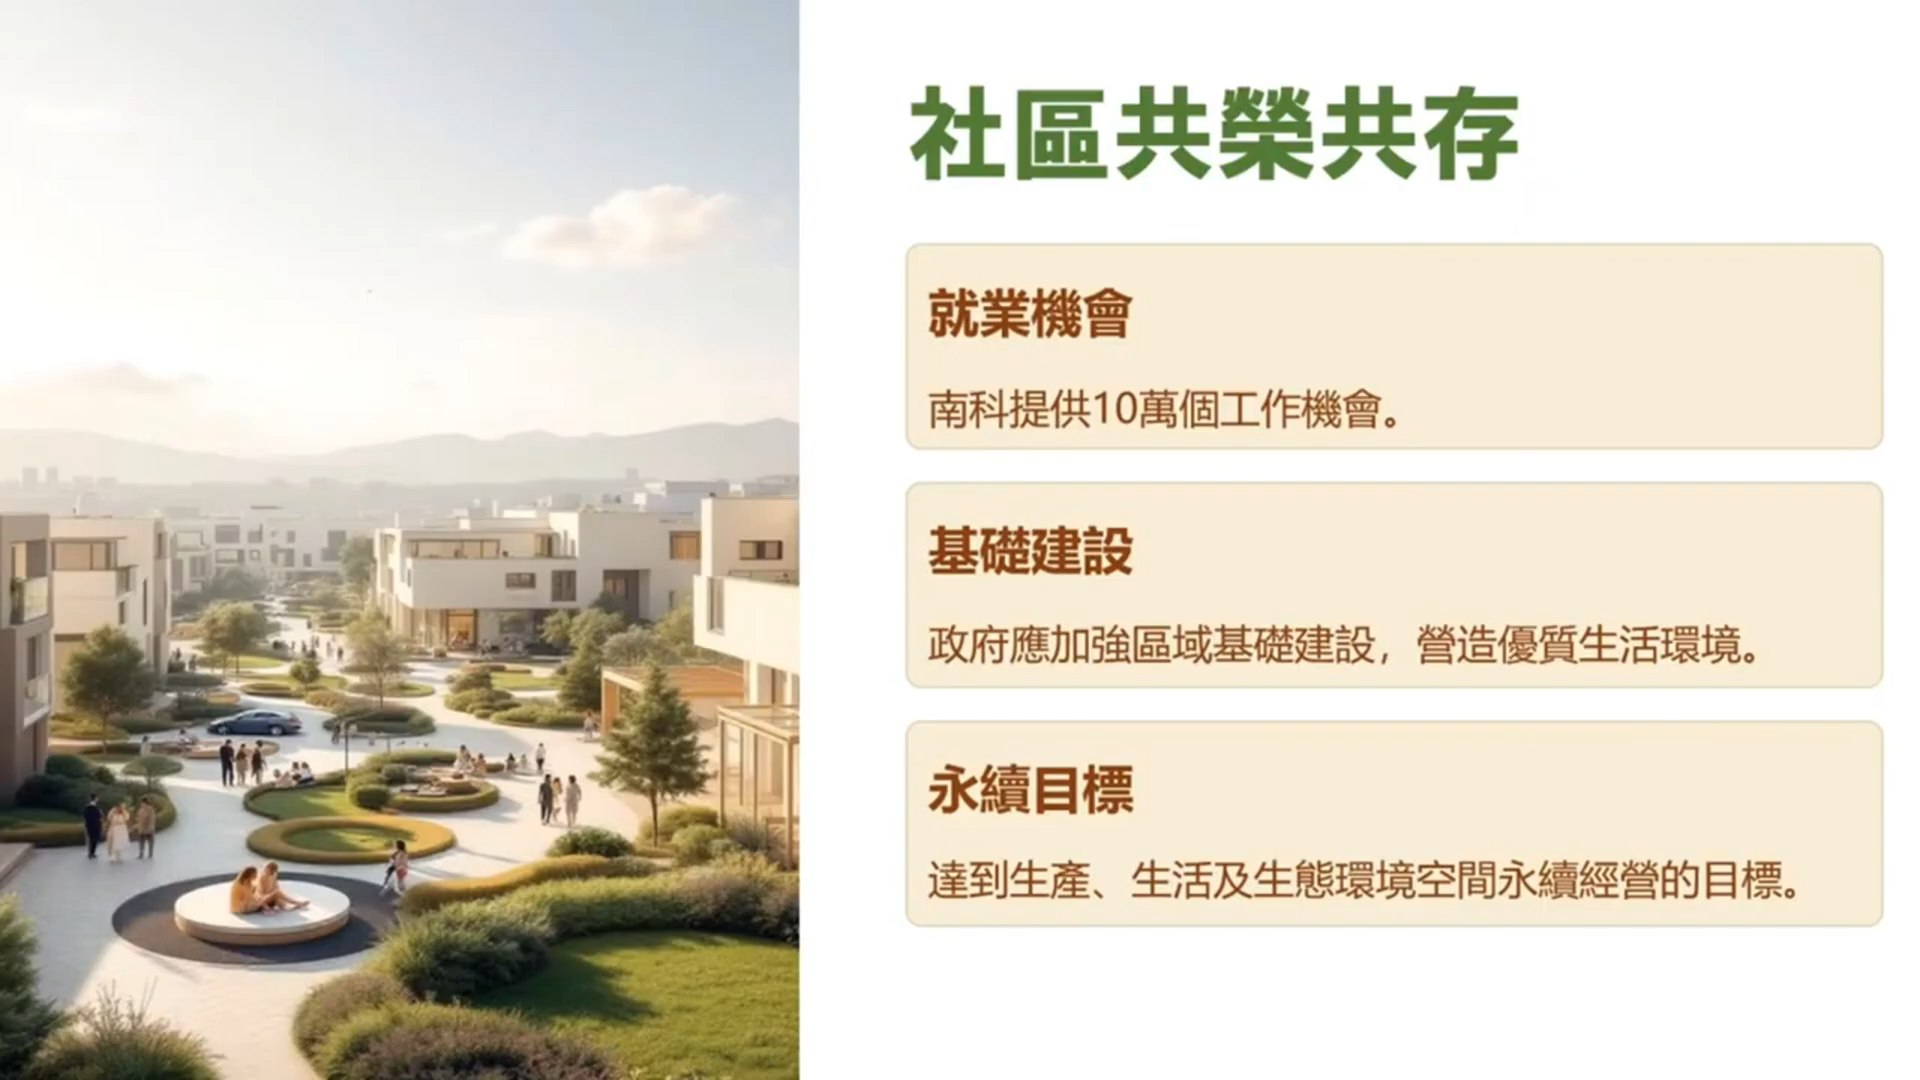 社區共榮共存
就業機會
南科提供10萬個工作機會。
基礎建設
政府應加強區域基礎建設，營造優質生活環境。
永續目標
達到生產、生活及生態環境空間永續經營的目標。